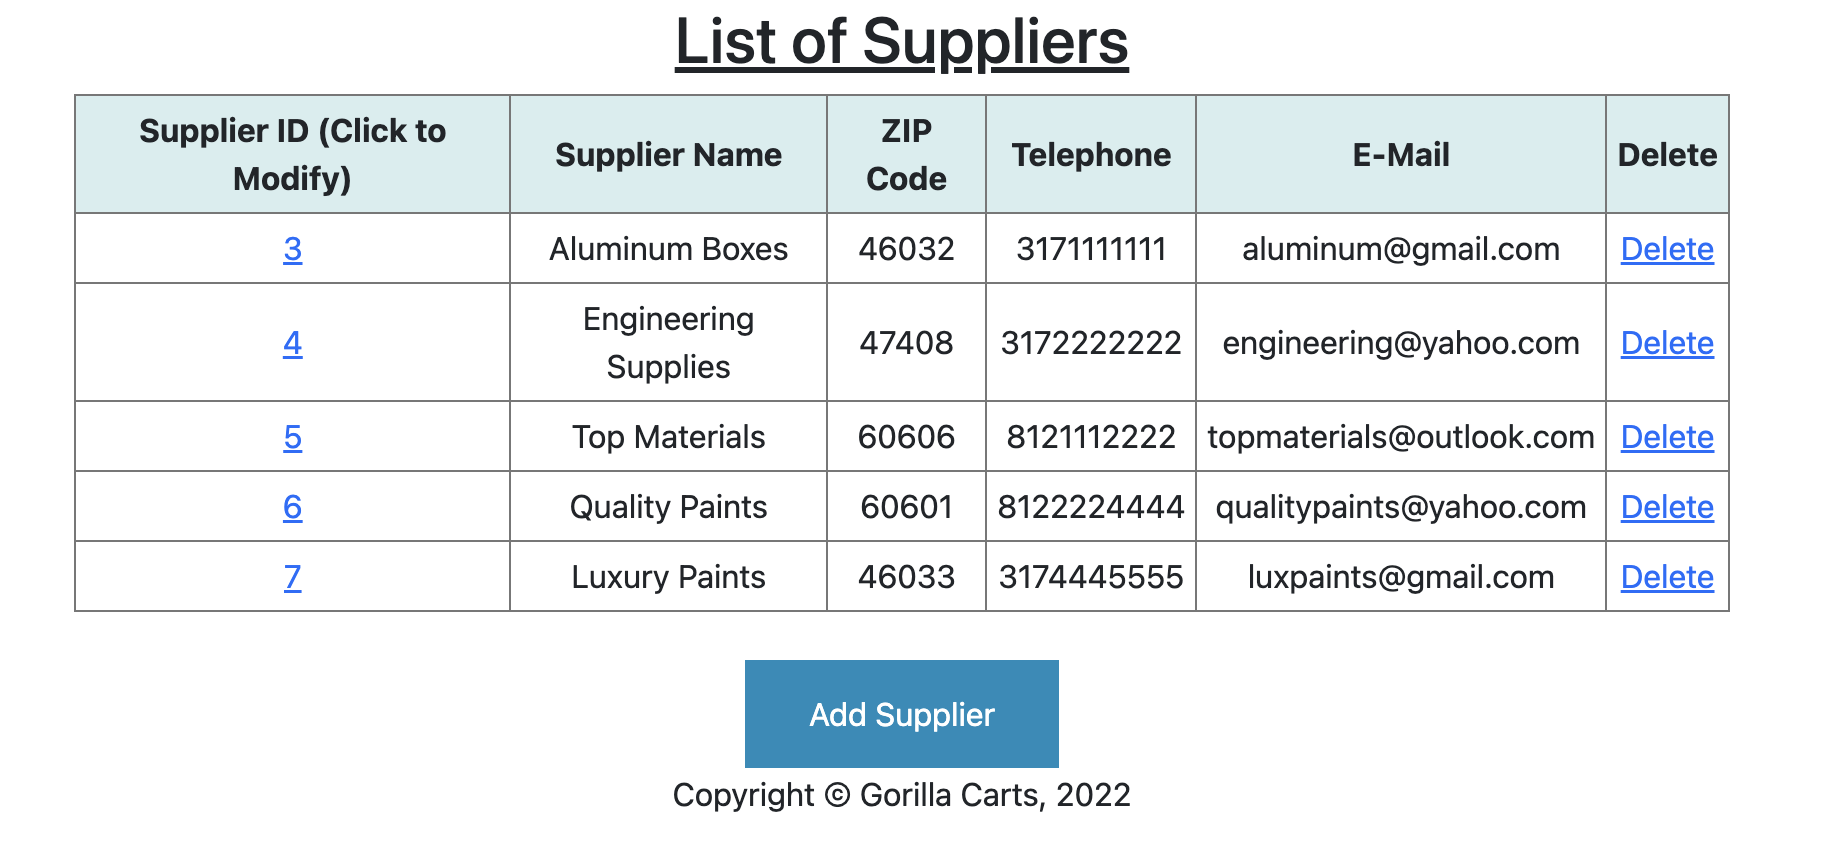 List of Suppliers
Supplier ID (Click to Modify) Supplier Name ZIP Code Telephone E-Mail Delete
3 Aluminum Boxes 46032 3171111111 aluminum@gmail.com Delete
4 Engineering Supplies 47408 3172222222 engineering@yahoo.com Delete
5 Top Materials 60606 8121112222 topmaterials@outlook.com Delete
6 Quality Paints 60601 8122224444 qualitypaints@yahoo.com Delete
7 Luxury Paints 46033 3174445555 luxpaints@gmail.com Delete
Add Supplier
Copyright © Gorilla Carts, 2022